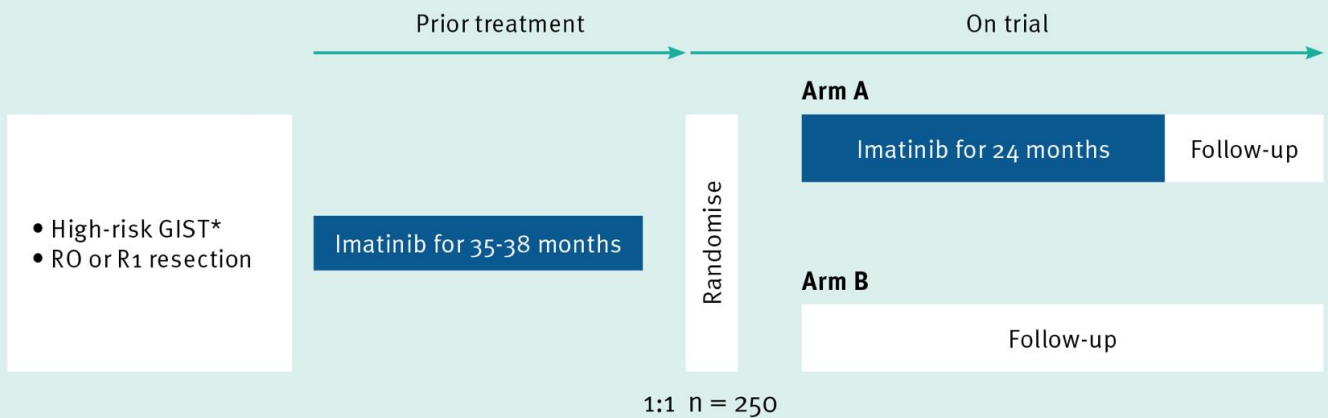 Prior treatment
On trial
• High-risk GIST*
• RO or R1 resection
Imatinib for 35-38 months
Randomise
Arm A
Imatinib for 24 months
Follow-up
Arm B
Follow-up
1:1 n = 250